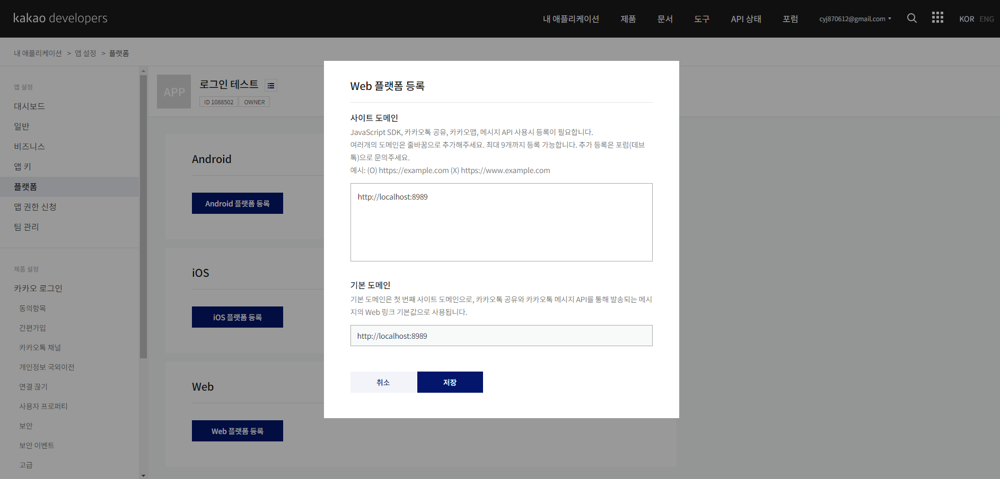 kakao developers
내 애플리케이션 제품 문서 도구 API 상태 포럼 cyj870612@gmail.com KOR ENG
내 애플리케이션 > 앱 설정 > 플랫폼
앱 설정
대시보드
일반
비즈니스
앱 키
플랫폼
앱 권한 신청
팀 관리
제품 설정
카카오 로그인
동의항목
간편가입
카카오톡 채널
개인정보 국외이전
연결 끊기
사용자 프로퍼티
보안
보안 이벤트
고급
APP
로그인 테스트
ID 1088502 OWNER
Android
Android 플랫폼 등록
iOS
iOS 플랫폼 등록
Web
Web 플랫폼 등록
Web 플랫폼 등록
사이트 도메인
JavaScript SDK, 카카오톡 공유, 카카오맵, 메시지 API 사용시 등록이 필요합니다.
여러개의 도메인은 줄바꿈으로 추가해주세요. 최대 9개까지 등록 가능합니다. 추가 등록은 포럼(데브
톡)으로 문의주세요.
예시: (O) https://example.com (X) https://www.example.com
http://localhost:8989
기본 도메인
기본 도메인은 첫 번째 사이트 도메인으로, 카카오톡 공유와 카카오톡 메시지 API를 통해 발송되는 메시
지의 Web 링크 기본값으로 사용됩니다.
http://localhost:8989
취소 저장